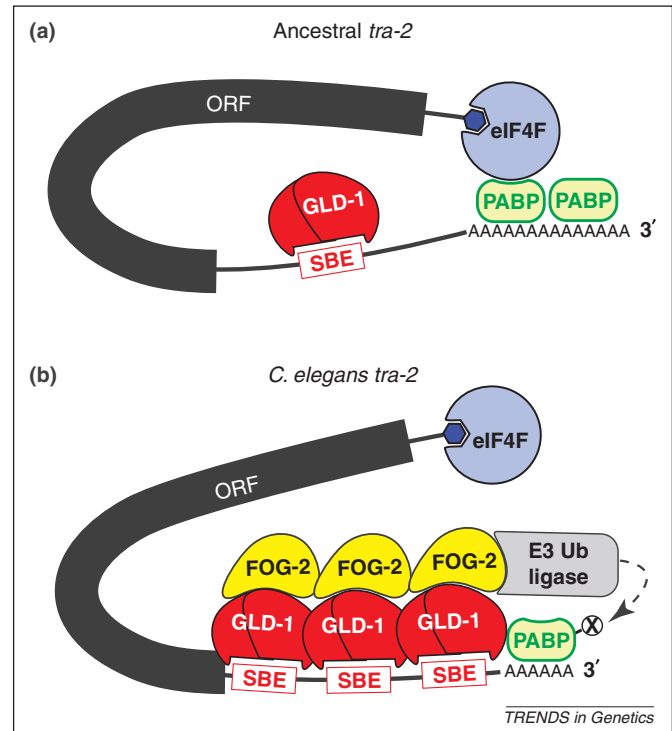 (a)
Ancestral tra-2
ORF
eIF4F
PABP PABP
GLD-1
AAAAAAAAAAAAAA 3′
SBE
(b)
C. elegans tra-2
eIF4F
ORF
FOG-2 FOG-2 FOG-2
E3 Ub
ligase
GLD-1 GLD-1 GLD-1
PABP
X
SBE SBE SBE
AAAAAA 3′
TRENDS in Genetics